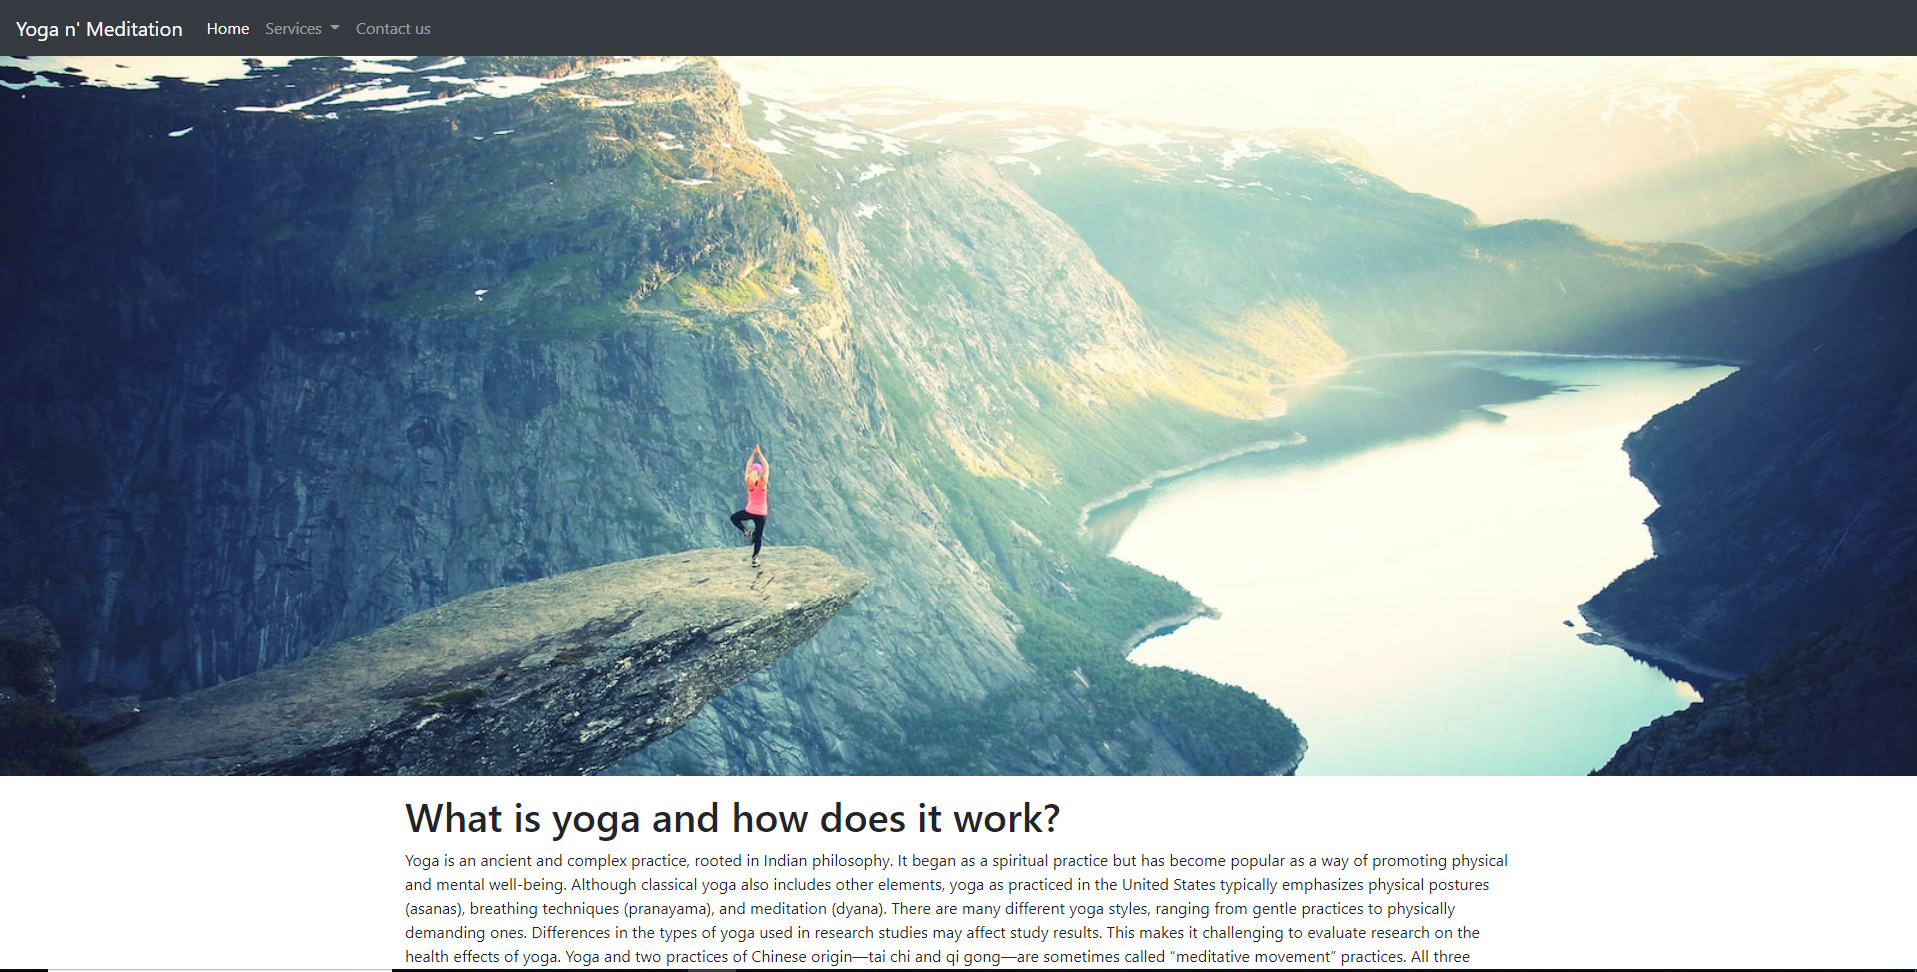 Yoga n' Meditation Home Services Contact us
What is yoga and how does it work?
Yoga is an ancient and complex practice, rooted in Indian philosophy. It began as a spiritual practice but has become popular as a way of promoting physical
and mental well-being. Although classical yoga also includes other elements, yoga as practiced in the United States typically emphasizes physical postures
(asanas), breathing techniques (pranayama), and meditation (dyana). There are many different yoga styles, ranging from gentle practices to physically
demanding ones. Differences in the types of yoga used in research studies may affect study results. This makes it challenging to evaluate research on the
health effects of yoga. Yoga and two practices of Chinese origin—tai chi and qi gong—are sometimes called “meditative movement” practices. All three